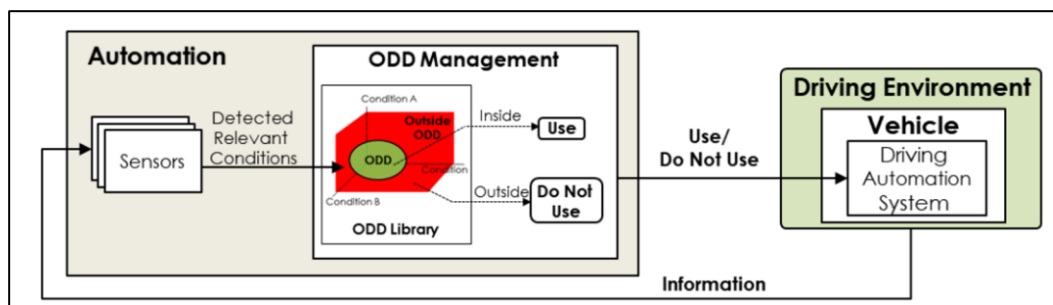 Automation
Sensors
Detected
Relevant
Conditions
ODD Management
Condition A
Outside
ODD
ODD
Condition
Condition B
ODD Library
Inside
Use
Outside
Do Not
Use
Use/
Do Not Use
Driving Environment
Vehicle
Driving
Automation
System
Information